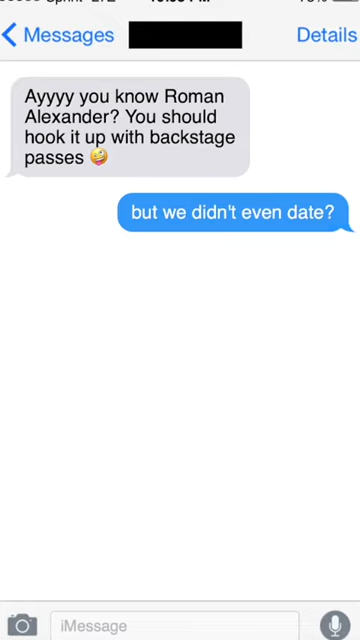 Messages
Details
Ayyyy you know Roman
Alexander? You should
hook it up with backstage
passes 🤪
but we didn't even date?
iMessage